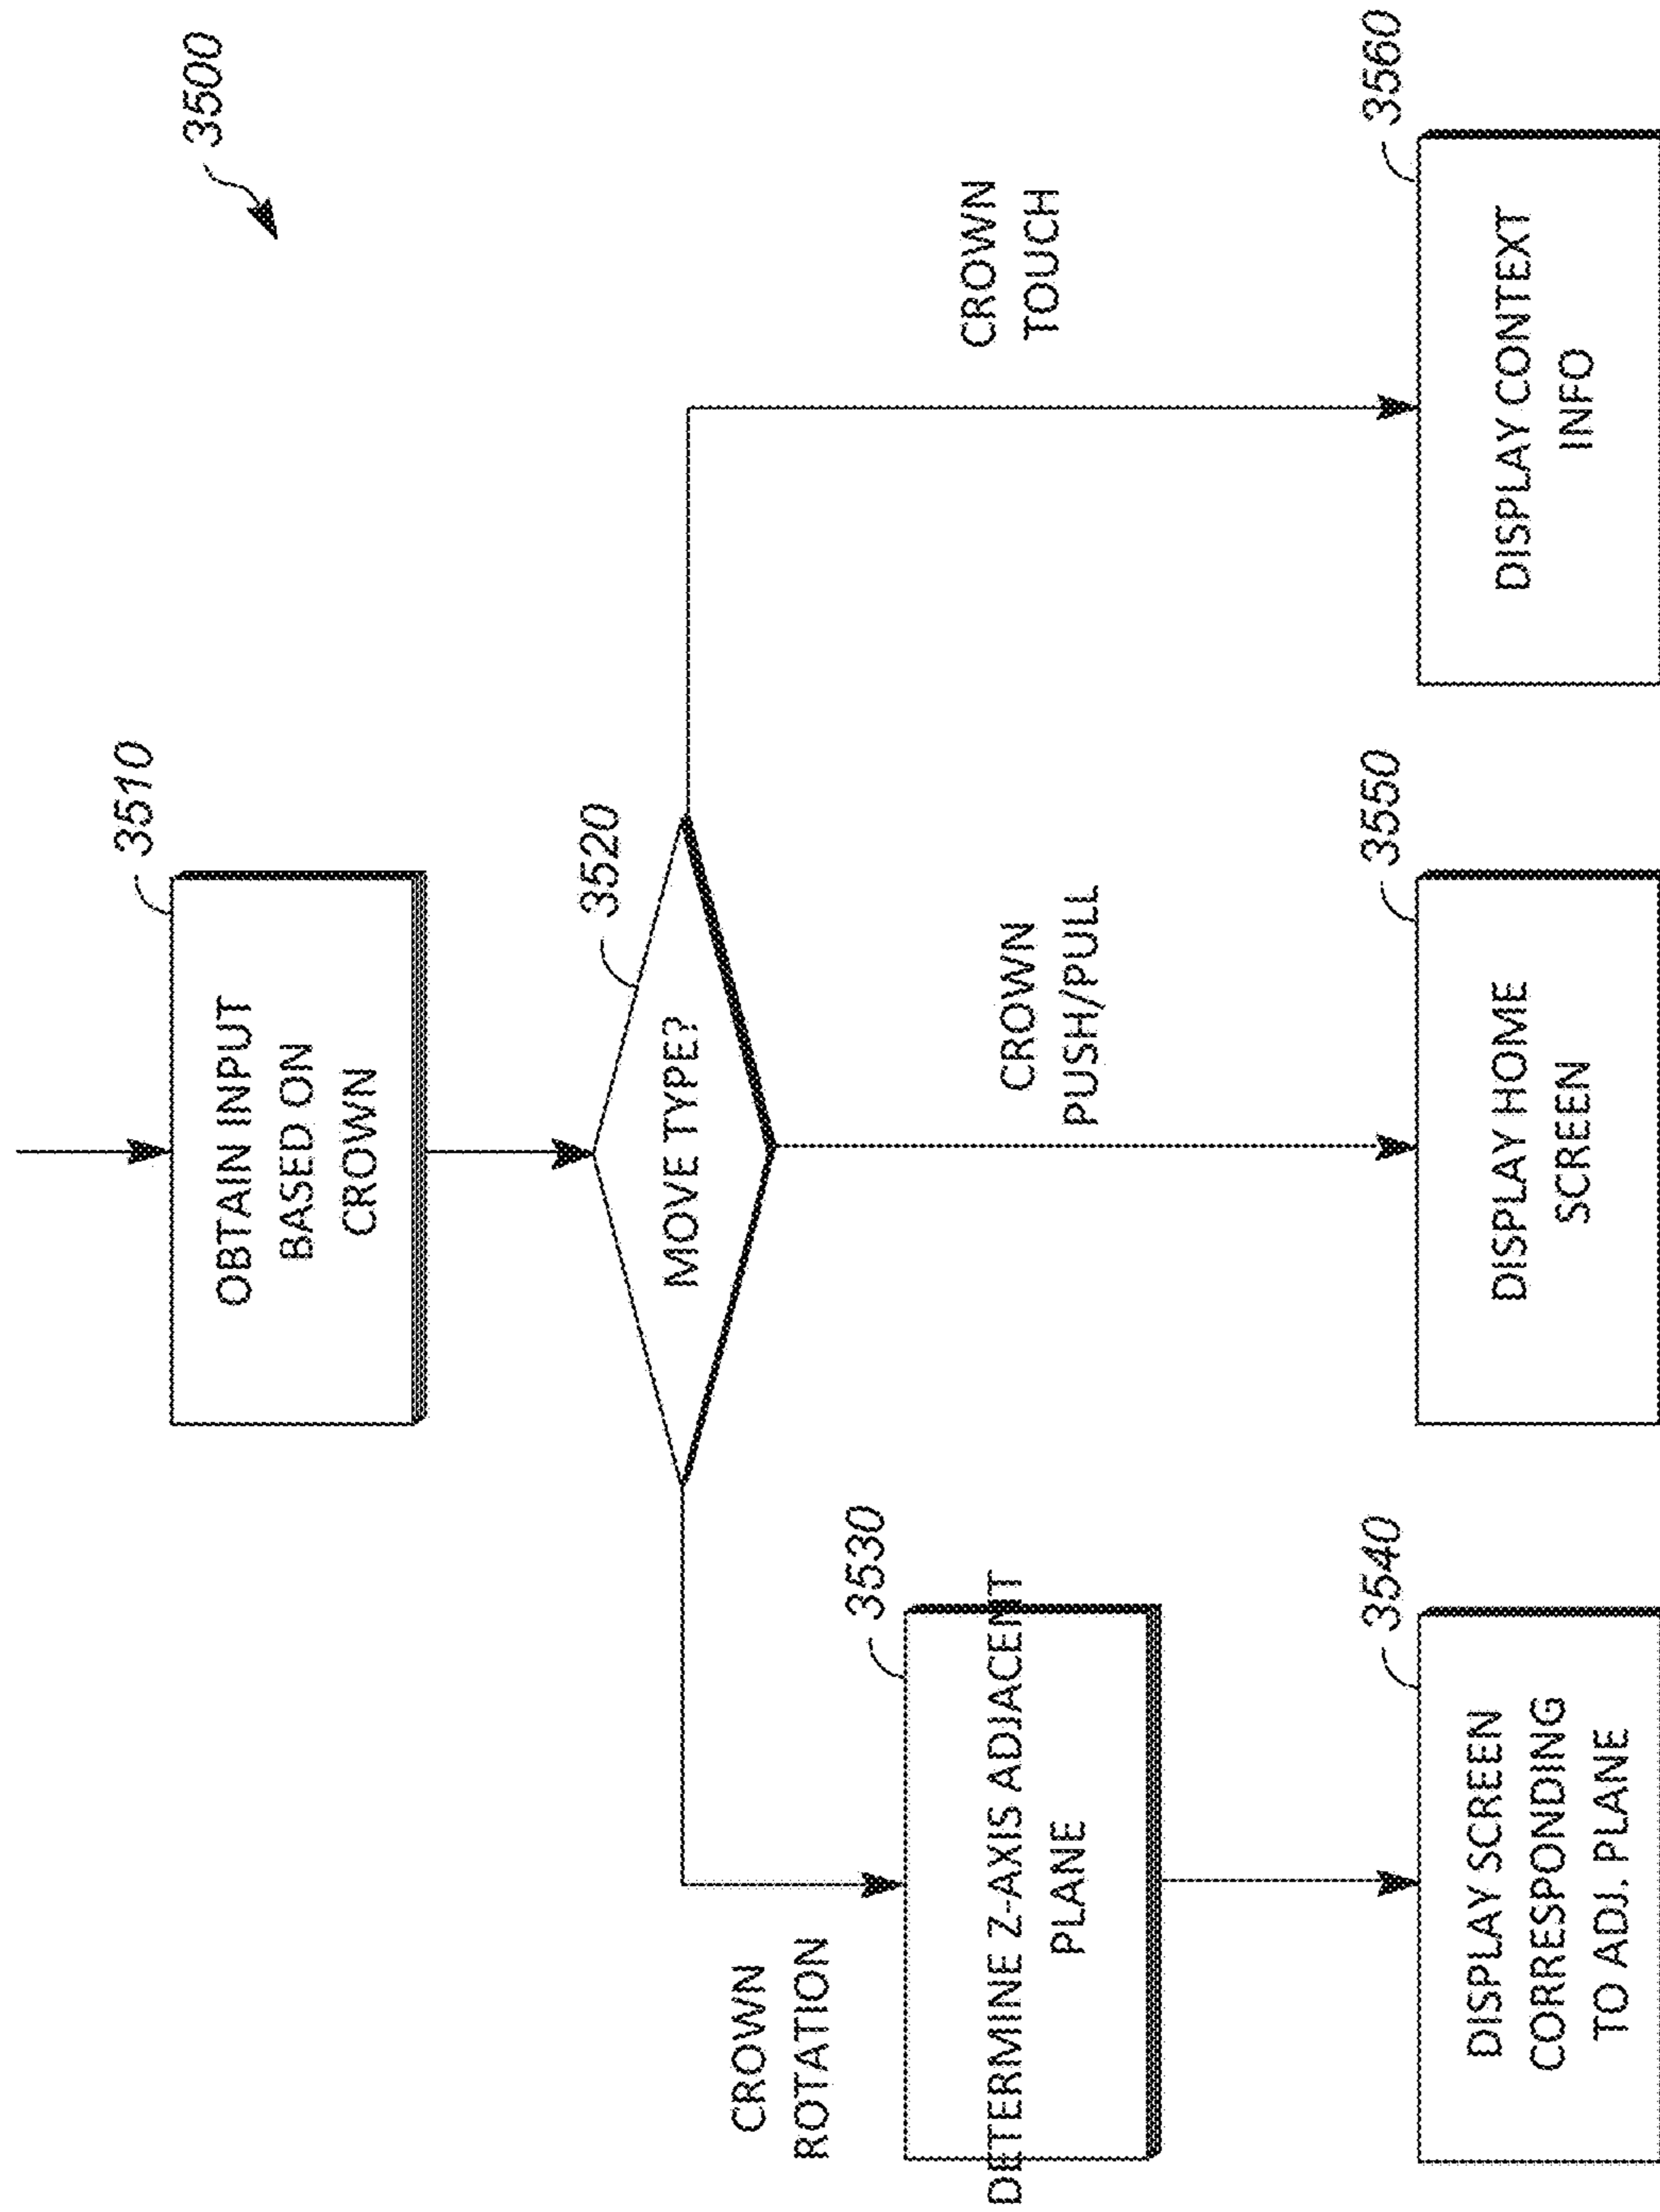 3500
3510
OBTAIN INPUT
BASED ON
CROWN
3520
MOVE TYPE?
CROWN
ROTATION
CROWN
PUSH/PULL
CROWN
TOUCH
3530
DETERMINE Z-AXIS ADJACENT
PLANE
3540
DISPLAY SCREEN
CORRESPONDING
TO ADJ. PLANE
3550
DISPLAY HOME
SCREEN
3560
DISPLAY CONTEXT
INFO